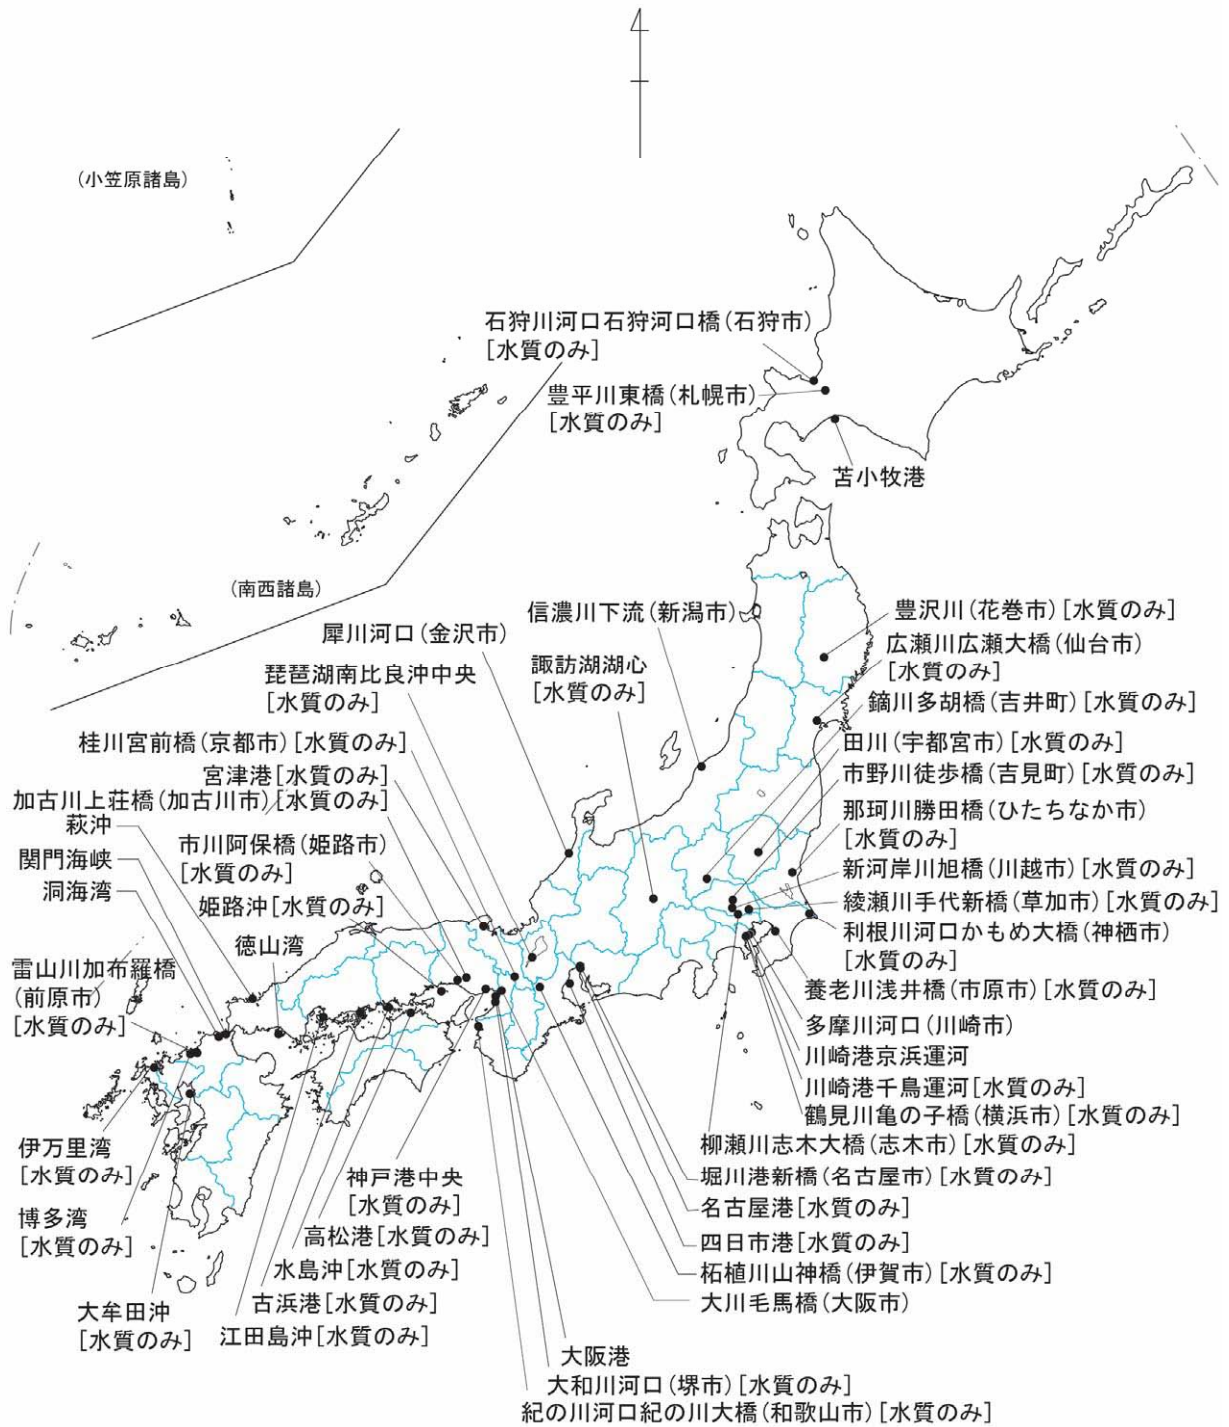 (小笠原諸島)
石狩川河口石狩河口橋(石狩市)
[水質のみ]
豊平川東橋(札幌市)
[水質のみ]
苫小牧港
(南西諸島)
豊沢川(花巻市)[水質のみ]
信濃川下流(新潟市)
犀川河口(金沢市)
広瀬川広瀬大橋(仙台市)
[水質のみ]
諏訪湖湖心
[水質のみ]
琵琶湖南比良沖中央
[水質のみ]
鏑川多胡橋(吉井町)[水質のみ]
桂川宮前橋(京都市)[水質のみ]
田川(宇都宮市)[水質のみ]
宮津港[水質のみ]
市野川徒歩橋(吉見町)[水質のみ]
加古川上荘橋(加古川市)[水質のみ]
那珂川勝田橋(ひたちなか市)
[水質のみ]
萩沖
市川阿保橋(姫路市)
[水質のみ]
関門海峡
新河岸川旭橋(川越市)[水質のみ]
洞海湾
綾瀬川手代新橋(草加市)[水質のみ]
姫路沖[水質のみ]
利根川河口かもめ大橋(神栖市)
[水質のみ]
徳山湾
雷山川加布羅橋
(前原市)
[水質のみ]
養老川浅井橋(市原市)[水質のみ]
多摩川河口(川崎市)
川崎港京浜運河
川崎港千鳥運河[水質のみ]
鶴見川亀の子橋(横浜市)[水質のみ]
柳瀬川志木大橋(志木市)[水質のみ]
伊万里湾
[水質のみ]
神戸港中央
[水質のみ]
堀川港新橋(名古屋市)[水質のみ]
名古屋港[水質のみ]
博多湾
[水質のみ]
高松港[水質のみ]
四日市港[水質のみ]
水島沖[水質のみ]
柘植川山神橋(伊賀市)[水質のみ]
古浜港[水質のみ]
大川毛馬橋(大阪市)
大牟田沖
[水質のみ]
江田島沖[水質のみ]
大阪港
大和川河口(堺市)[水質のみ]
紀の川河口紀の川大橋(和歌山市)[水質のみ]